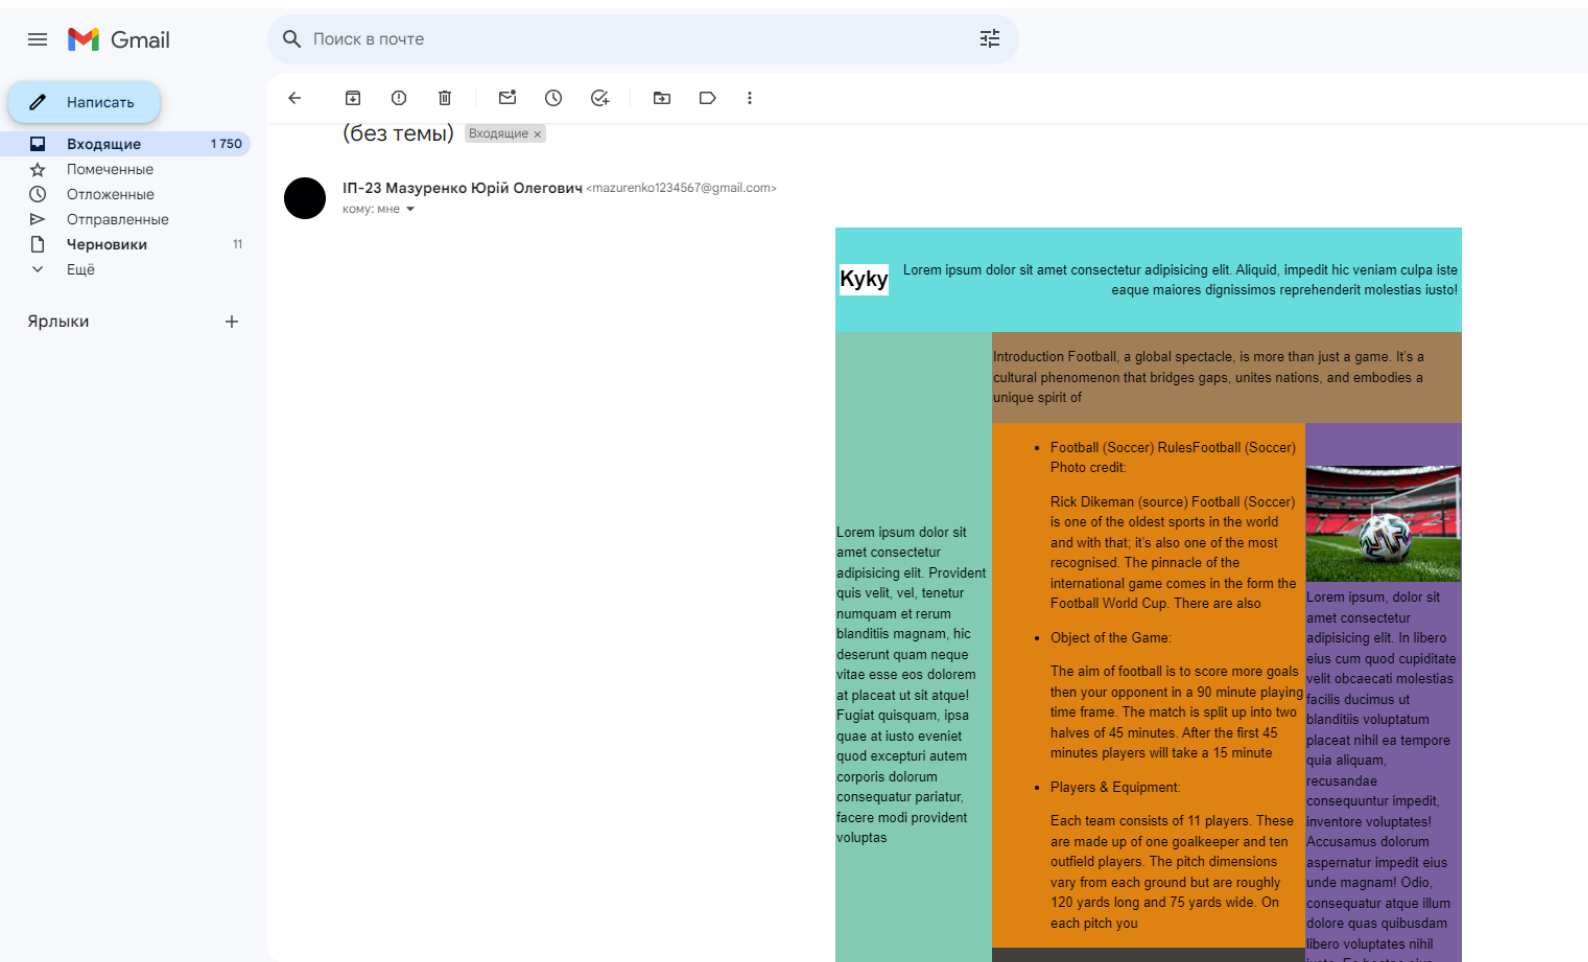 Gmail
Поиск в почте
Написать
Входящие 1 750
Помеченные
Отложенные
Отправленные
Черновики 11
Ещё
Ярлыки
(без темы) Входящие ×
ІП-23 Мазуренко Юрій Олегович <mazurenko1234567@gmail.com>
кому: мне
Kyky
Lorem ipsum dolor sit amet consectetur adipisicing elit. Aliquid, impedit hic veniam culpa iste
eaque maiores dignissimos reprehenderit molestias iusto!
Introduction Football, a global spectacle, is more than just a game. It's a
cultural phenomenon that bridges gaps, unites nations, and embodies a
unique spirit of
Lorem ipsum dolor sit
amet consectetur
adipisicing elit. Provident
quis velit, vel, tenetur
numquam et rerum
blanditiis magnam, hic
deserunt quam neque
vitae esse eos dolorem
at placeat ut sit atque!
Fugiat quisquam, ipsa
quae at iusto eveniet
quod excepturi autem
corporis dolorum
consequatur pariatur,
facere modi provident
voluptas
• Football (Soccer) RulesFootball (Soccer)
Photo credit:
Rick Dikeman (source) Football (Soccer)
is one of the oldest sports in the world
and with that; it's also one of the most
recognised. The pinnacle of the
international game comes in the form the
Football World Cup. There are also
• Object of the Game:
The aim of football is to score more goals
then your opponent in a 90 minute playing
time frame. The match is split up into two
halves of 45 minutes. After the first 45
minutes players will take a 15 minute
• Players & Equipment:
Each team consists of 11 players. These
are made up of one goalkeeper and ten
outfield players. The pitch dimensions
vary from each ground but are roughly
120 yards long and 75 yards wide. On
each pitch you
Lorem ipsum, dolor sit
amet consectetur
adipisicing elit. In libero
eius cum quod cupiditate
velit obcaecati molestias
facilis ducimus ut
blanditiis voluptatum
placeat nihil ea tempore
quia aliquam,
recusandae
consequuntur impedit,
inventore voluptates!
Accusamus dolorum
aspernatur impedit eius
unde magnam! Odio,
consequatur atque illum
dolore quas quibusdam
libero voluptates nihil